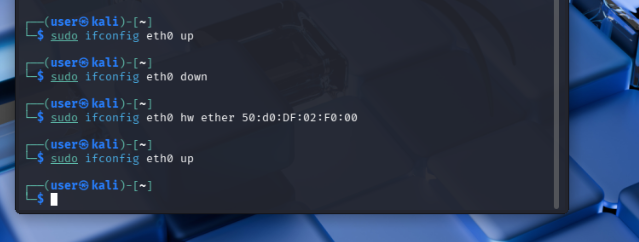 ┌──(user㉿kali)-[~]
└─$ sudo ifconfig eth0 up
┌──(user㉿kali)-[~]
└─$ sudo ifconfig eth0 down
┌──(user㉿kali)-[~]
└─$ sudo ifconfig eth0 hw ether 50:d0:DF:02:F0:00
┌──(user㉿kali)-[~]
└─$ sudo ifconfig eth0 up
┌──(user㉿kali)-[~]
└─$